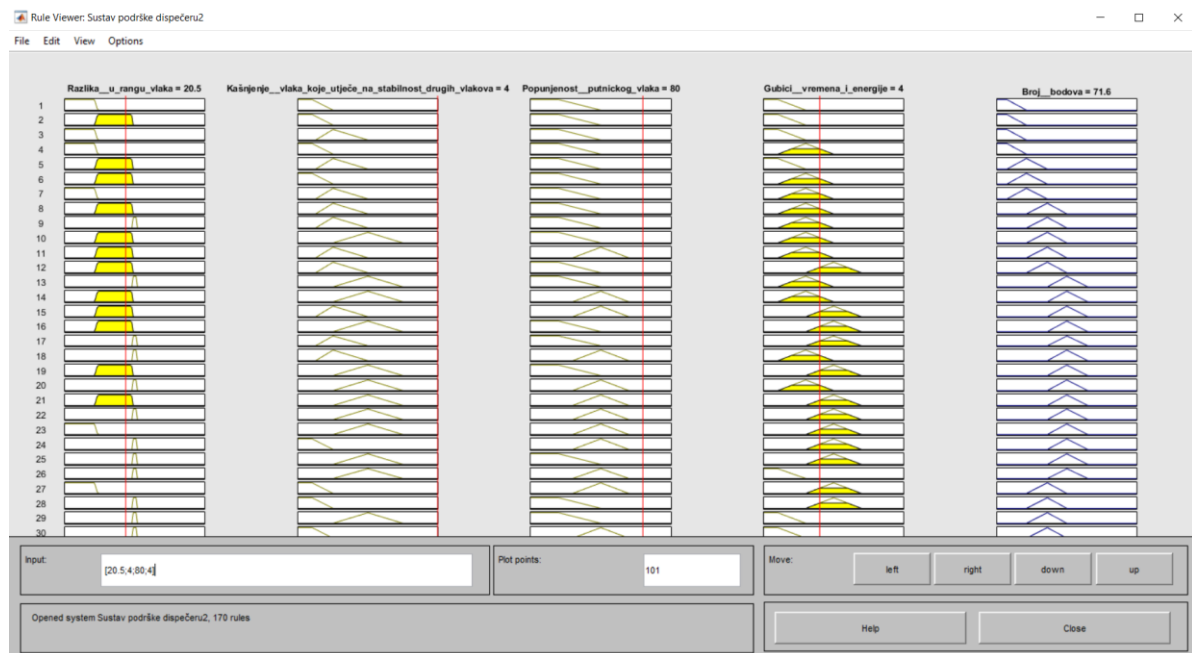 Rule Viewer: Sustav podrške dispečeru2
File Edit View Options
Razlika__u_rangu_vlaka = 20.5
Kašnjenje__vlaka_koje_utječe_na_stabilnost_drugih_vlakova = 4
Popunjenost__putnickog_vlaka = 80
Gubici__vremena_i_energije = 4
Broj__bodova = 71.6
1
2
3
4
5
6
7
8
9
10
11
12
13
14
15
16
17
18
19
20
21
22
23
24
25
26
27
28
29
30
Input:
[20.5;4;80;4]
Plot points:
101
Move:
left
right
down
up
Opened system Sustav podrške dispečeru2, 170 rules
Help
Close